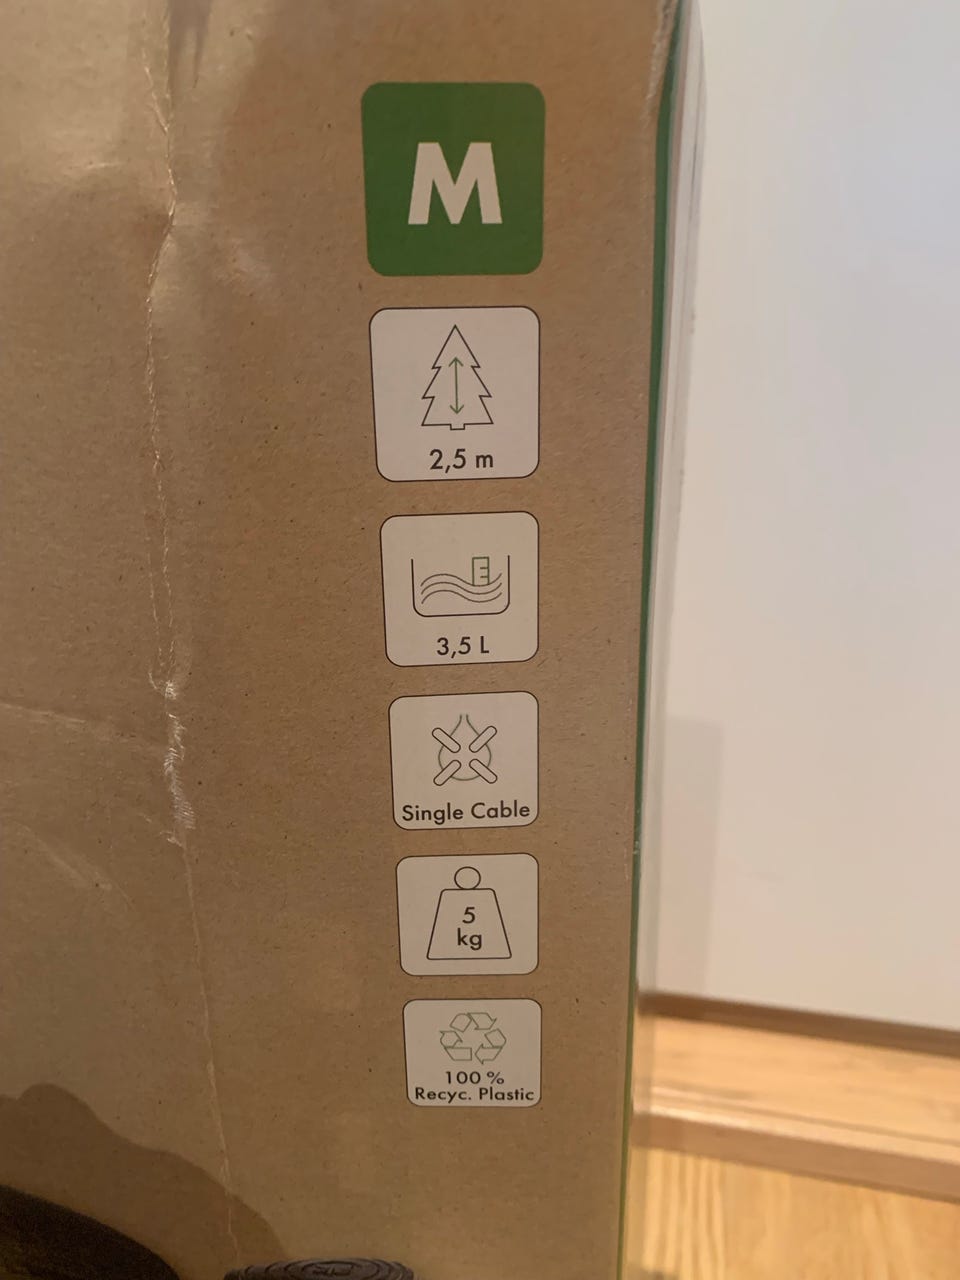 M
2,5 m
3,5 L
Single Cable
5
kg
100 %
Recyc. Plastic